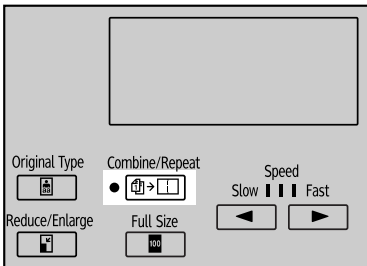 Original Type
Combine/Repeat
Speed
Slow Fast
Reduce/Enlarge
Full Size
100